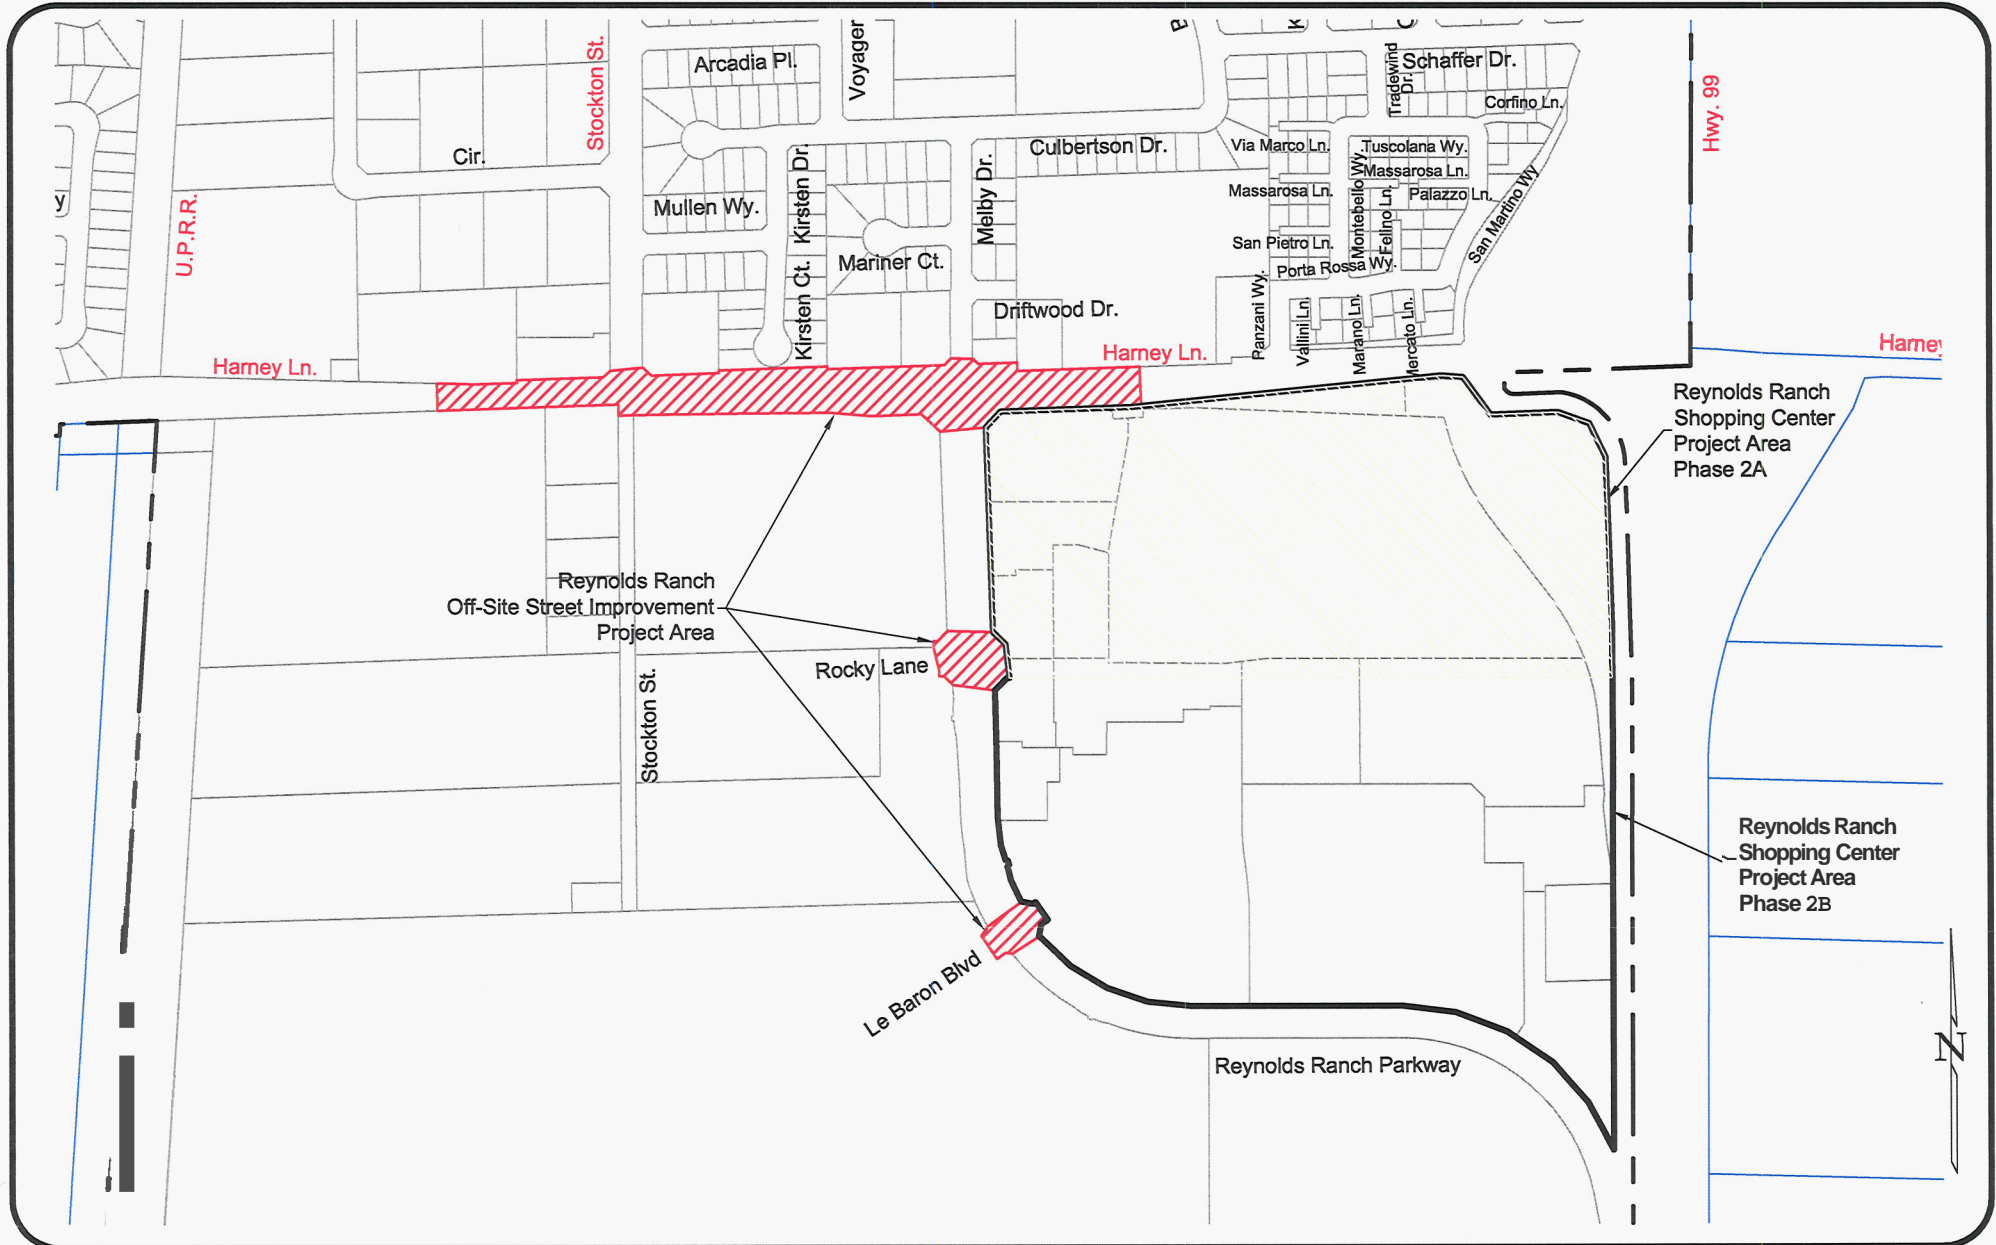 Stockton St.
Arcadia Pl.
Voyager
Tradewind
Dr.
Schaffer Dr.
Corfino Ln.
Hwy. 99
Cir.
Culbertson Dr.
Via Marco Ln.
Tuscolana Wy.
Massarosa Ln.
Massarosa Ln.
Palazzo Ln.
y
U.P.R.R.
Mullen Wy.
Kirsten Dr.
Melby Dr.
Montebello Wy.
Felino Ln.
San Martino Wy
San Pietro Ln.
Porta Rossa Wy.
Mariner Ct.
Kirsten Ct.
Driftwood Dr.
Panzani Wy.
Vallini Ln.
Marano Ln.
Mercato Ln.
Harney Ln.
Harney Ln.
Harney
Reynolds Ranch
Shopping Center
Project Area
Phase 2A
Reynolds Ranch
Off-Site Street Improvement
Project Area
Rocky Lane
Stockton St.
Reynolds Ranch
Shopping Center
Project Area
Phase 2B
Le Baron Blvd
Reynolds Ranch Parkway
N